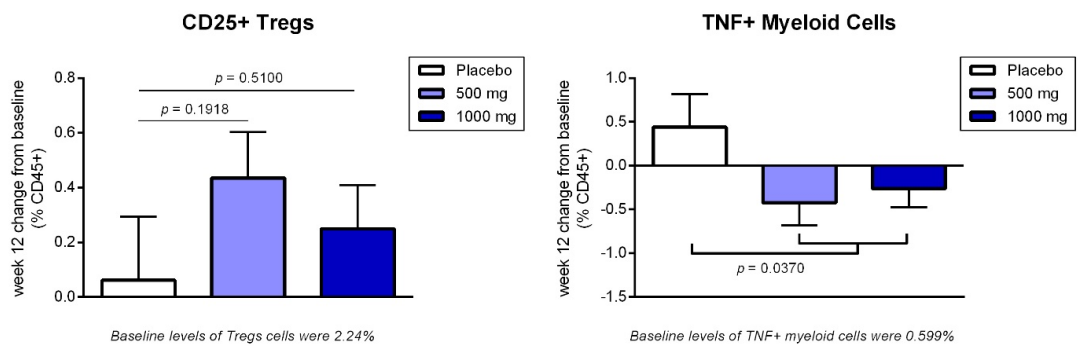 CD25+ Tregs
week 12 change from baseline
(% CD45+)
0.8
0.6
0.4
0.2
0.0
p = 0.5100
p = 0.1918
Placebo
500 mg
1000 mg
Baseline levels of Tregs cells were 2.24%
TNF+ Myeloid Cells
week 12 change from baseline
(% CD45+)
1.0
0.5
0.0
-0.5
-1.0
-1.5
p = 0.0370
Placebo
500 mg
1000 mg
Baseline levels of TNF+ myeloid cells were 0.599%